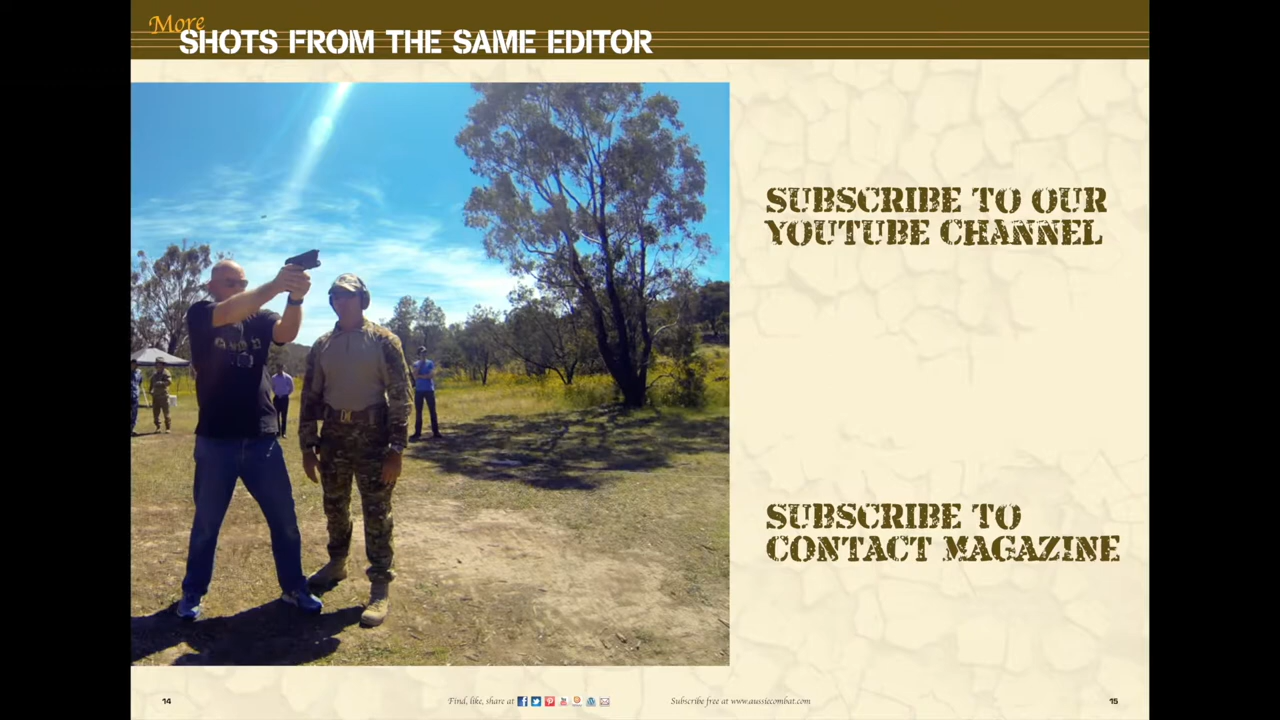 More
SHOTS FROM THE SAME EDITOR
SUBSCRIBE TO OUR
YOUTUBE CHANNEL
SUBSCRIBE TO
CONTACT MAGAZINE
14
Find, like, share at
Subscribe free at www.aussiecombat.com
15